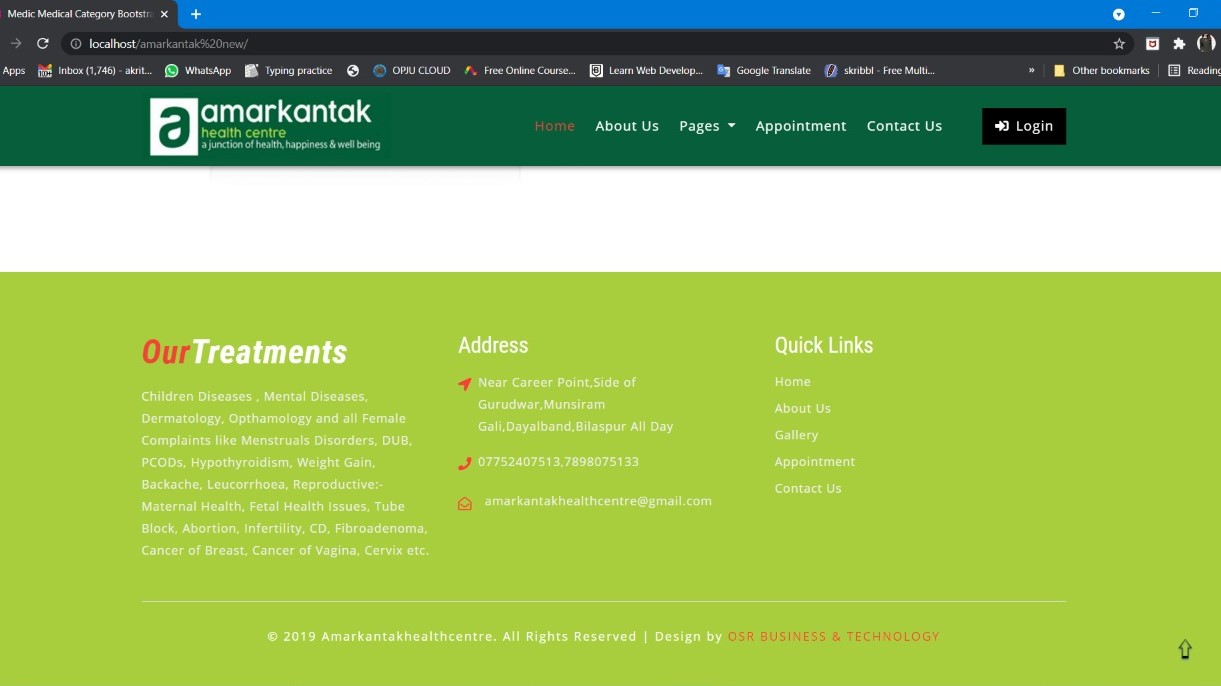 Medic Medical Category Bootstra
localhost/amarkantak%20new/
Apps Inbox (1,746) - akrit... WhatsApp Typing practice OPJU CLOUD Free Online Course... Learn Web Develop... Google Translate skribbl - Free Multi... » Other bookmarks Reading
a amarkantak
health centre
a junction of health, happiness & well being
Home About Us Pages Appointment Contact Us Login
OurTreatments
Children Diseases , Mental Diseases,
Dermatology, Opthamology and all Female
Complaints like Menstruals Disorders, DUB,
PCODs, Hypothyroidism, Weight Gain,
Backache, Leucorrhoea, Reproductive:-
Maternal Health, Fetal Health Issues, Tube
Block, Abortion, Infertility, CD, Fibroadenoma,
Cancer of Breast, Cancer of Vagina, Cervix etc.
Address
Near Career Point,Side of
Gurudwar,Munsiram
Gali,Dayalband,Bilaspur All Day
07752407513,7898075133
amarkantakhealthcentre@gmail.com
Quick Links
Home
About Us
Gallery
Appointment
Contact Us
© 2019 Amarkantakhealthcentre. All Rights Reserved | Design by OSR BUSINESS & TECHNOLOGY